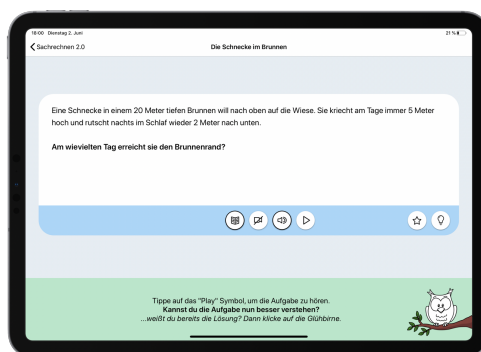 18:00 Dienstag 2. Juni
21 %
Sachrechnen 2.0
Die Schnecke im Brunnen
Eine Schnecke in einem 20 Meter tiefen Brunnen will nach oben auf die Wiese. Sie kriecht am Tage immer 5 Meter
hoch und rutscht nachts im Schlaf wieder 2 Meter nach unten.
Am wievielten Tag erreicht sie den Brunnenrand?
Tippe auf das "Play" Symbol, um die Aufgabe zu hören.
Kannst du die Aufgabe nun besser verstehen?
...weißt du bereits die Lösung? Dann klicke auf die Glühbirne.